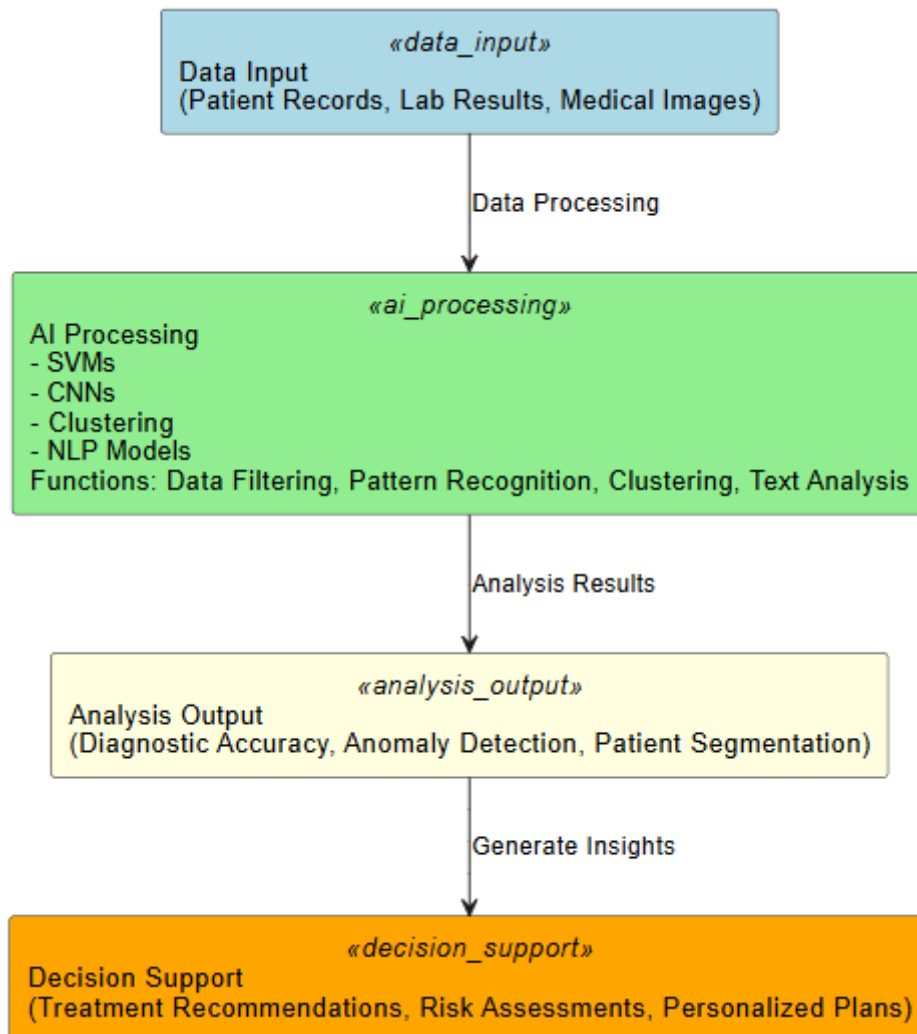 «data_input»
Data Input
(Patient Records, Lab Results, Medical Images)
Data Processing
«ai_processing»
AI Processing
- SVMs
- CNNs
- Clustering
- NLP Models
Functions: Data Filtering, Pattern Recognition, Clustering, Text Analysis
Analysis Results
«analysis_output»
Analysis Output
(Diagnostic Accuracy, Anomaly Detection, Patient Segmentation)
Generate Insights
«decision_support»
Decision Support
(Treatment Recommendations, Risk Assessments, Personalized Plans)